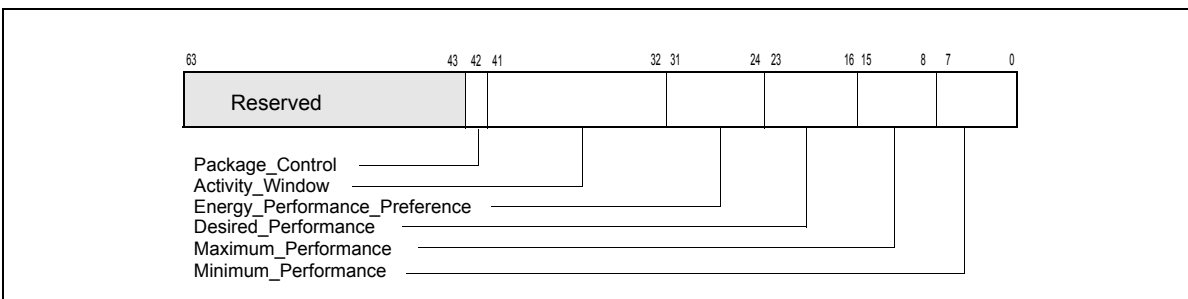 63 43 42 41 32 31 24 23 16 15 8 7 0
Reserved
Package_Control
Activity_Window
Energy_Performance_Preference
Desired_Performance
Maximum_Performance
Minimum_Performance